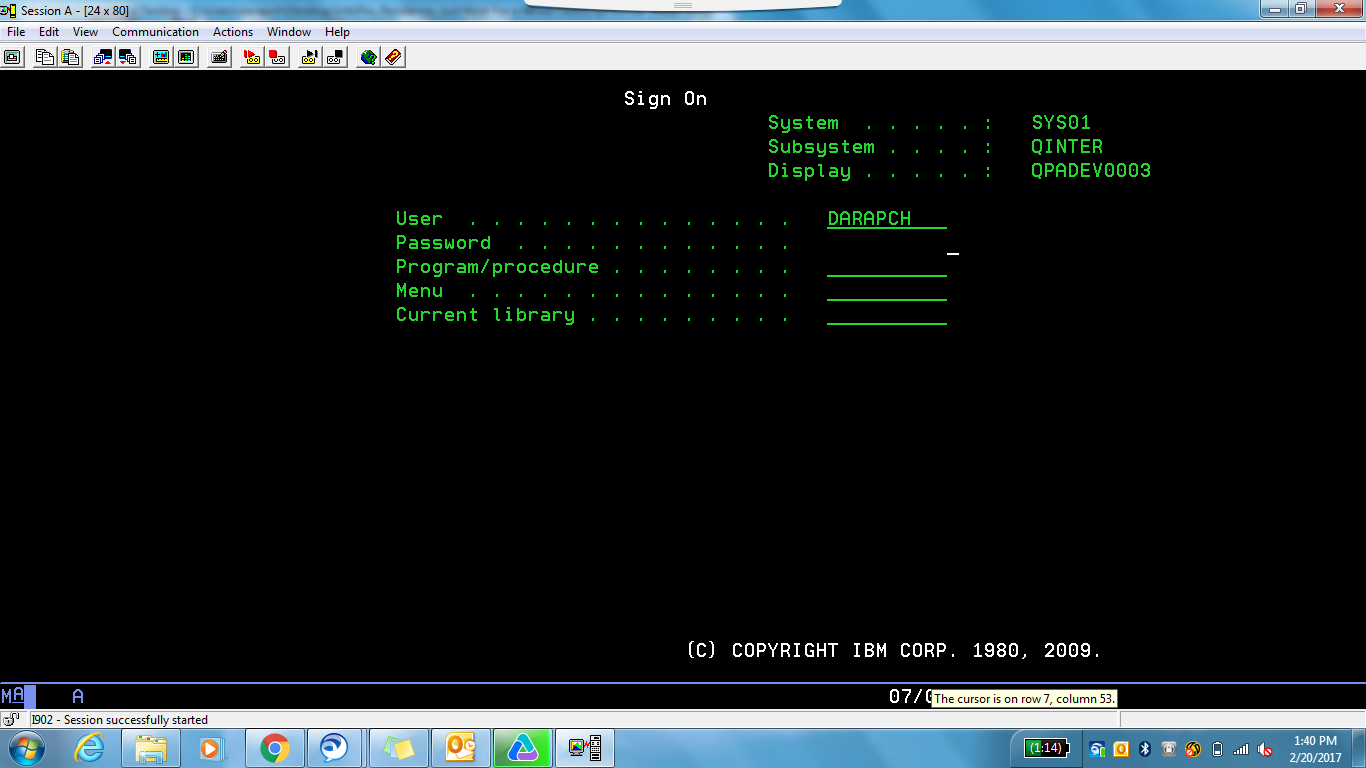 Session A - [24 x 80]
File Edit View Communication Actions Window Help
Sign On
System . . . . . : SYS01
Subsystem . . . . : QINTER
Display . . . . . : QPADEV0003
User . . . . . . . . . . . . . . DARAPCH
Password . . . . . . . . . . . .
Program/procedure . . . . . . . .
Menu . . . . . . . . . . . . . .
Current library . . . . . . . . .
(C) COPYRIGHT IBM CORP. 1980, 2009.
MA A 07/0
The cursor is on row 7, column 53.
I902 - Session successfully started
(1:14)
1:40 PM
2/20/2017